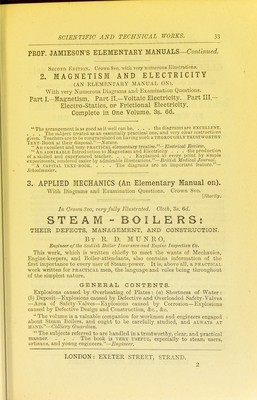 SCIENTIFIC AND TECHNICAL WORKS. 33
PROF. JAMIESON'S ELEMENTARY MANUALS—Continued.
SECOND EDITION. Crown 8vo, with very numerous Illustrations.
2. MAGNETISM AND ELECTRICITY
(AN ELEMENTARY MANUAL ON).
With very Numerous Diagrams and Examination Questions.
Part I.—Magnetism. Part II.—Voltaic Electricity. Part III.—
Electro-Statics, or Frictional Electricity.
Complete in One Volume, 3s. 6d.
"The arrangement is as good as it well can be. . . . the diagrams are EXCELLENT.
. . . The subject treated as an essentially practical one, and very clear instructions
given. Teachers are to be congratulated on having such a THOROUGHLY TRUSTWORTHY
TEXT-BOOK at their disposal."—Nature.
"An excellent and very PRACTICAL elementary treatise."—Electrical Review.
"An ADMIRABLE Introduction to Magnetism and Electricity . . . the production
of a skilled and experienced teacher. . . . Explained at every point by simple
experiments, rendered easier by admirable illustrations."—British Medical Journal.
"A CAPITAL TEXT-BOOK. . . . The diagrams are an important feature."—
Schoolmaster.
3. APPLIED MECHANICS (An Elementary Manual on).
With Diagrams and Examination Questions. Crown 8vo.
[Shortly.
In Crown 8vo, very fully Illustrated. Cloth, 3s. 6d.
STEAM - BOILERS:
THEIR DEFECTS, MANAGEMENT, AND CONSTRUCTION.
BY R. D. MUNRO,
Engineer of the Scottish Boiler Insurance and Engine Inspection Co.
This work, which is written chiefly to meet the wants of Mechanics,
Engine-keepers, and Boiler-attendants, also contains information of the
first importance to every user of Steam-power. It is above all, a PRACTICAL
work written for PRACTICAL men, the language and rules being throughout
of the simplest nature.
GENERAL CONTENTS.
Explosions caused by Overheating of Plates: (a) Shortness of Water:
(b) Deposit—Explosions caused by Defective and Overloaded Safety-Valves
—Area of Safety-Valves—Explosions caused by Corrosion—Explosions
caused by Defective Design and Construction, &c., &c.
"The volume is a valuable companion for workmen and engineers engaged
about Steam Boilers, and ought to be carefully studied, and ALWAYS AT
HAND."—Colliery Guardian.
"The subjects referred to are handled in a trustworthy, clear, and practical
manner. . . . The book is VERY USEFUL, especially to steam users,
artisans, and young engineers."—Engineer.
LONDON: EXETER STREET, STRAND.
3